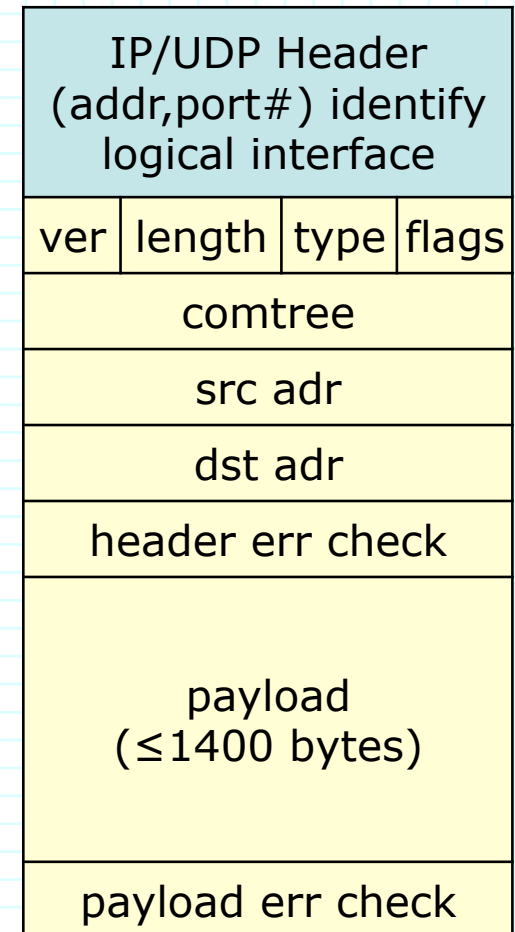 IP/UDP Header
(addr,port#) identify
logical interface
ver length type flags
comtree
src adr
dst adr
header err check
payload
(≤1400 bytes)
payload err check